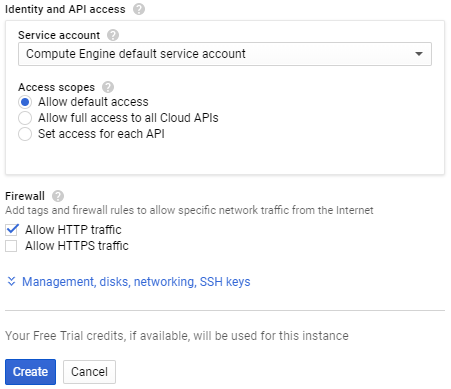 Identity and API access ?
Service account ?
Compute Engine default service account
Access scopes ?
Allow default access
Allow full access to all Cloud APIs
Set access for each API
Firewall ?
Add tags and firewall rules to allow specific network traffic from the Internet
Allow HTTP traffic
Allow HTTPS traffic
Management, disks, networking, SSH keys
Your Free Trial credits, if available, will be used for this instance
Create Cancel